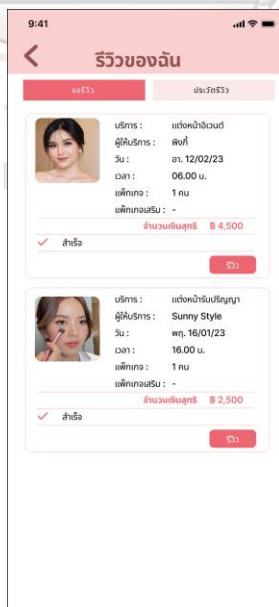 9:41
รีวิวของฉัน
รอรีวิว ประวัติรีวิว
บริการ : แต่งหน้าอิเวนต์
ผู้ให้บริการ : พิงกี้
วัน : อา. 12/02/23
เวลา : 06.00 น.
แพ็กเกจ : 1 คน
แพ็กเกจเสริม : -
จำนวนเงินสุทธิ ฿ 4,500
สำเร็จ
รีวิว
บริการ : แต่งหน้ารับปริญญา
ผู้ให้บริการ : Sunny Style
วัน : พฤ. 16/01/23
เวลา : 16.00 น.
แพ็กเกจ : 1 คน
แพ็กเกจเสริม : -
จำนวนเงินสุทธิ ฿ 2,500
สำเร็จ
รีวิว